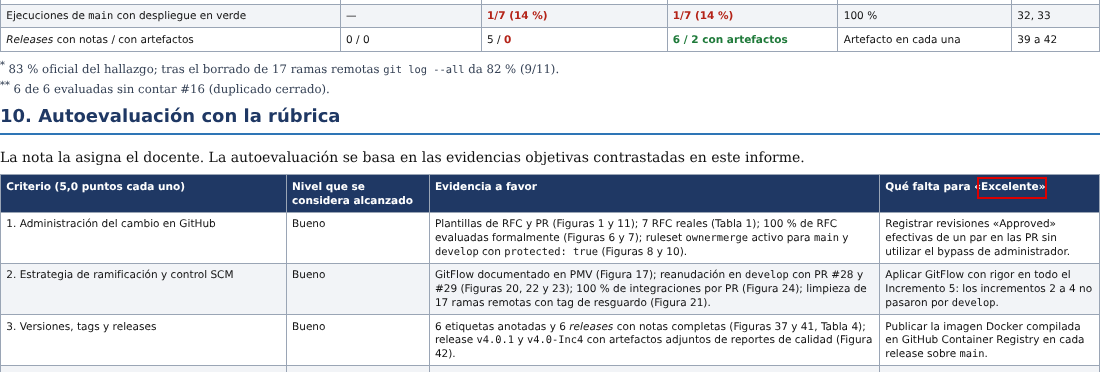 Ejecuciones de main con despliegue en verde — 1/7 (14 %) 1/7 (14 %) 100 % 32, 33
Releases con notas / con artefactos 0 / 0 5 / 0 6 / 2 con artefactos Artefacto en cada una 39 a 42
* 83 % oficial del hallazgo; tras el borrado de 17 ramas remotas git log --all da 82 % (9/11).
** 6 de 6 evaluadas sin contar #16 (duplicado cerrado).
10. Autoevaluación con la rúbrica
La nota la asigna el docente. La autoevaluación se basa en las evidencias objetivas contrastadas en este informe.
Criterio (5,0 puntos cada uno)
Nivel que se
considera alcanzado
Evidencia a favor
Qué falta para «Excelente»
1. Administración del cambio en GitHub
Bueno
Plantillas de RFC y PR (Figuras 1 y 11); 7 RFC reales (Tabla 1); 100 % de RFC
evaluadas formalmente (Figuras 6 y 7); ruleset ownermerge activo para main y
develop con protected: true (Figuras 8 y 10).
Registrar revisiones «Approved»
efectivas de un par en las PR sin
utilizar el bypass de administrador.
2. Estrategia de ramificación y control SCM
Bueno
GitFlow documentado en PMV (Figura 17); reanudación en develop con PR #28 y
#29 (Figuras 20, 22 y 23); 100 % de integraciones por PR (Figura 24); limpieza de
17 ramas remotas con tag de resguardo (Figura 21).
Aplicar GitFlow con rigor en todo el
Incremento 5: los incrementos 2 a 4 no
pasaron por develop.
3. Versiones, tags y releases
Bueno
6 etiquetas anotadas y 6 releases con notas completas (Figuras 37 y 41, Tabla 4);
release v4.0.1 y v4.0-Inc4 con artefactos adjuntos de reportes de calidad (Figura
42).
Publicar la imagen Docker compilada
en GitHub Container Registry en cada
release sobre main.